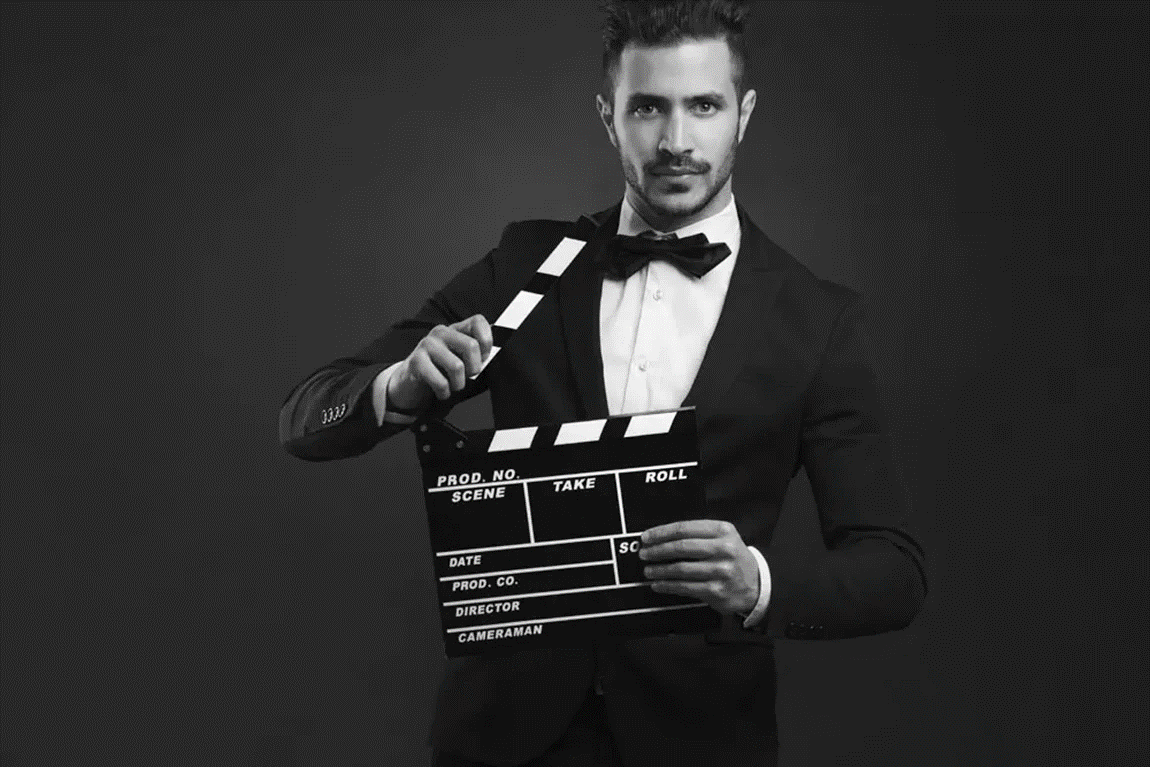 PROD. NO.
SCENE TAKE ROLL
DATE
PROD. CO.
DIRECTOR
CAMERAMAN